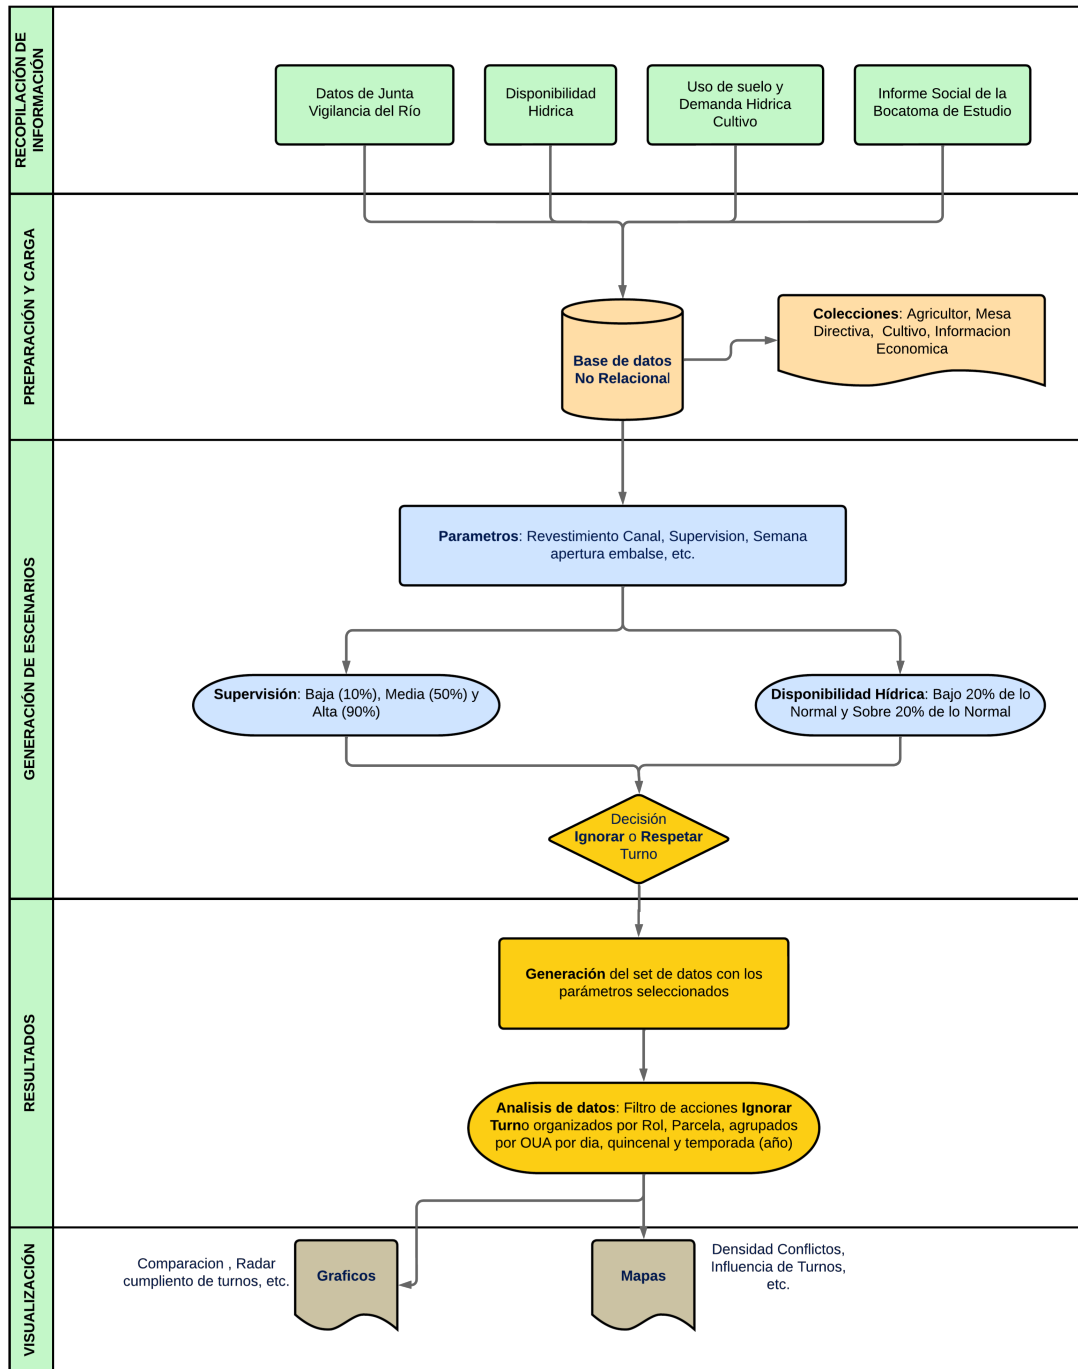 RECOPILACIÓN DE
INFORMACIÓN
Datos de Junta
Vigilancia del Río
Disponibilidad
Hidrica
Uso de suelo y
Demanda Hidrica
Cultivo
Informe Social de la
Bocatoma de Estudio
PREPARACIÓN Y CARGA
Base de datos
No Relacional
Colecciones: Agricultor, Mesa
Directiva, Cultivo, Informacion
Economica
GENERACIÓN DE ESCENARIOS
Parametros: Revestimiento Canal, Supervision, Semana
apertura embalse, etc.
Supervisión: Baja (10%), Media (50%) y
Alta (90%)
Disponibilidad Hídrica: Bajo 20% de lo
Normal y Sobre 20% de lo Normal
Decisión
Ignorar o Respetar
Turno
RESULTADOS
Generación del set de datos con los
parámetros seleccionados
Analisis de datos: Filtro de acciones Ignorar
Turno organizados por Rol, Parcela, agrupados
por OUA por dia, quincenal y temporada (año)
VISUALIZACIÓN
Comparacion , Radar
cumpliento de turnos, etc.
Graficos
Mapas
Densidad Conflictos,
Influencia de Turnos,
etc.